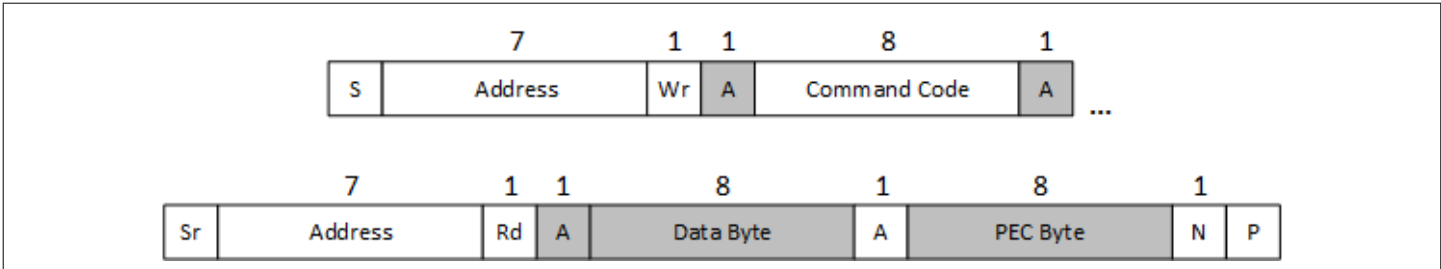 7 1 1 8 1
S Address Wr A Command Code A ...
7 1 1 8 1 8 1
Sr Address Rd A Data Byte A PEC Byte N P